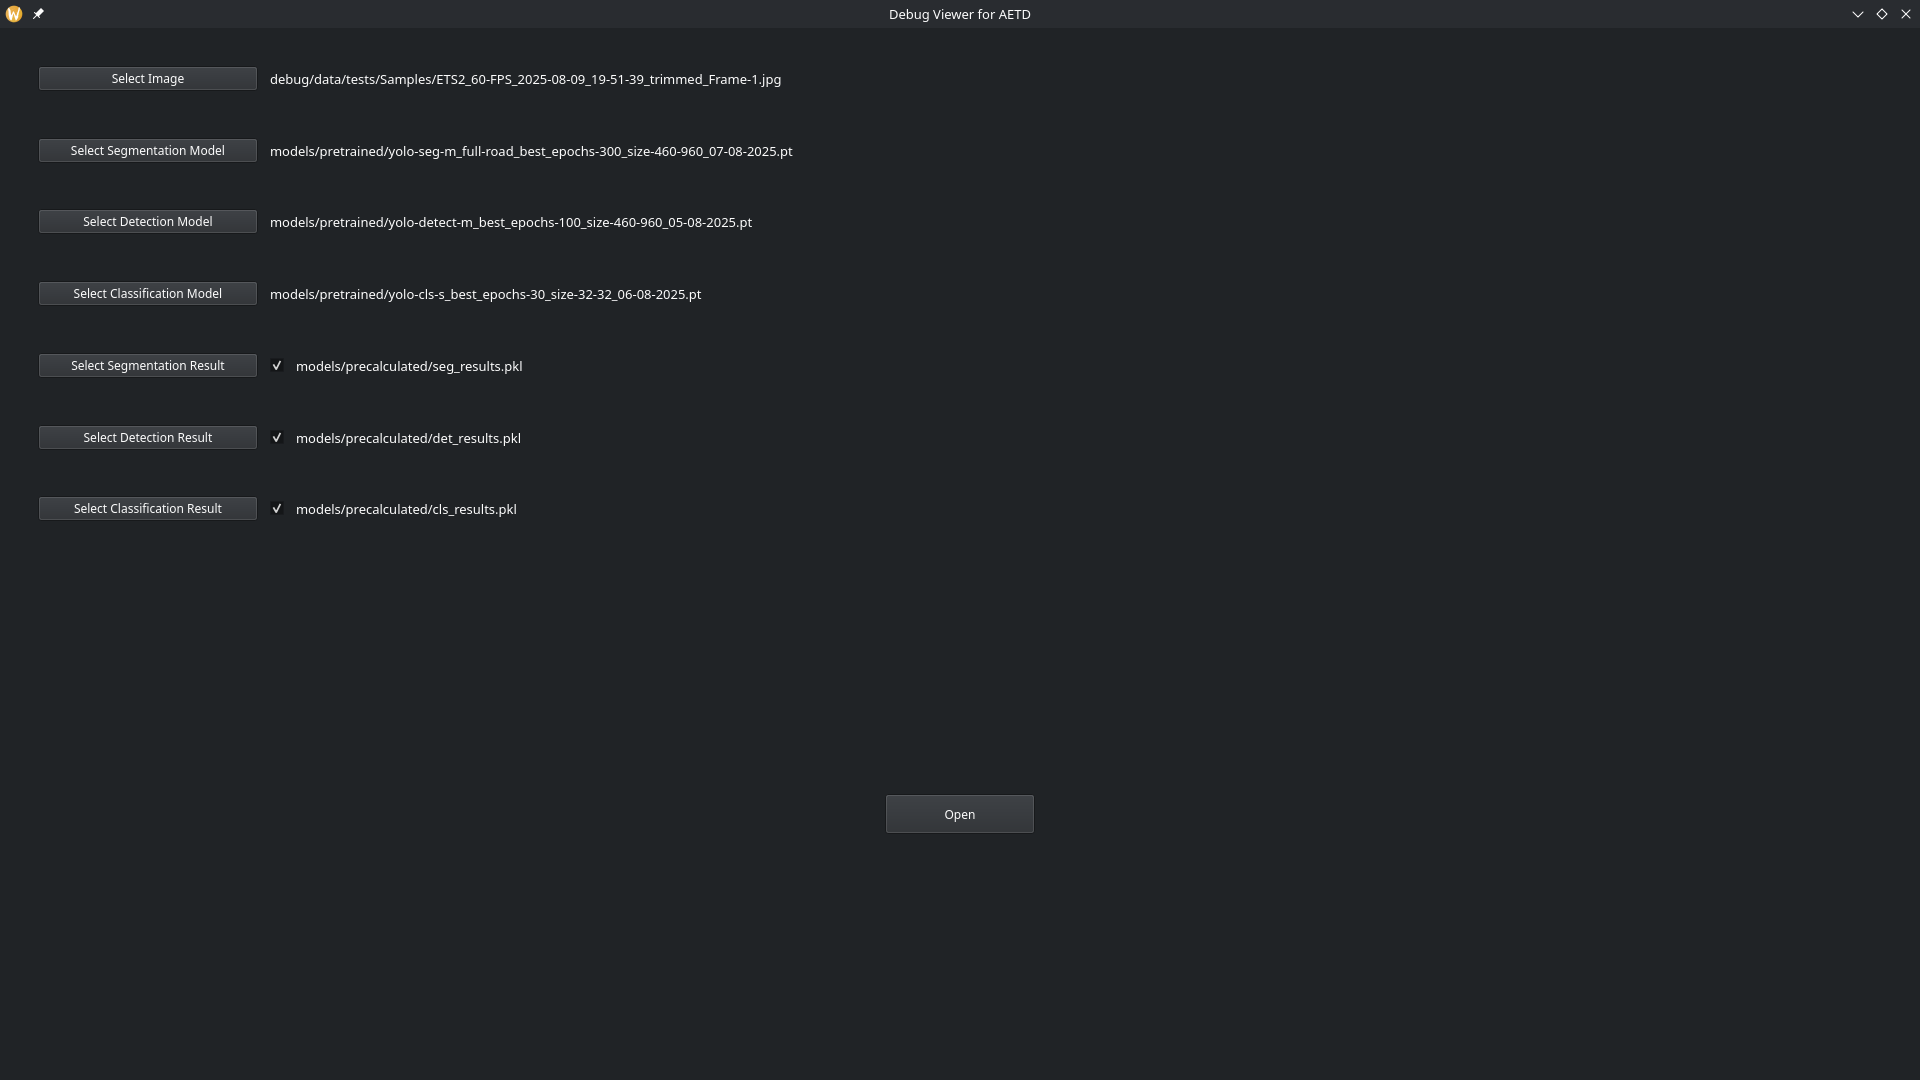 Debug Viewer for AETD
Select Image debug/data/tests/Samples/ETS2_60-FPS_2025-08-09_19-51-39_trimmed_Frame-1.jpg
Select Segmentation Model models/pretrained/yolo-seg-m_full-road_best_epochs-300_size-460-960_07-08-2025.pt
Select Detection Model models/pretrained/yolo-detect-m_best_epochs-100_size-460-960_05-08-2025.pt
Select Classification Model models/pretrained/yolo-cls-s_best_epochs-30_size-32-32_06-08-2025.pt
Select Segmentation Result models/precalculated/seg_results.pkl
Select Detection Result models/precalculated/det_results.pkl
Select Classification Result models/precalculated/cls_results.pkl
Open